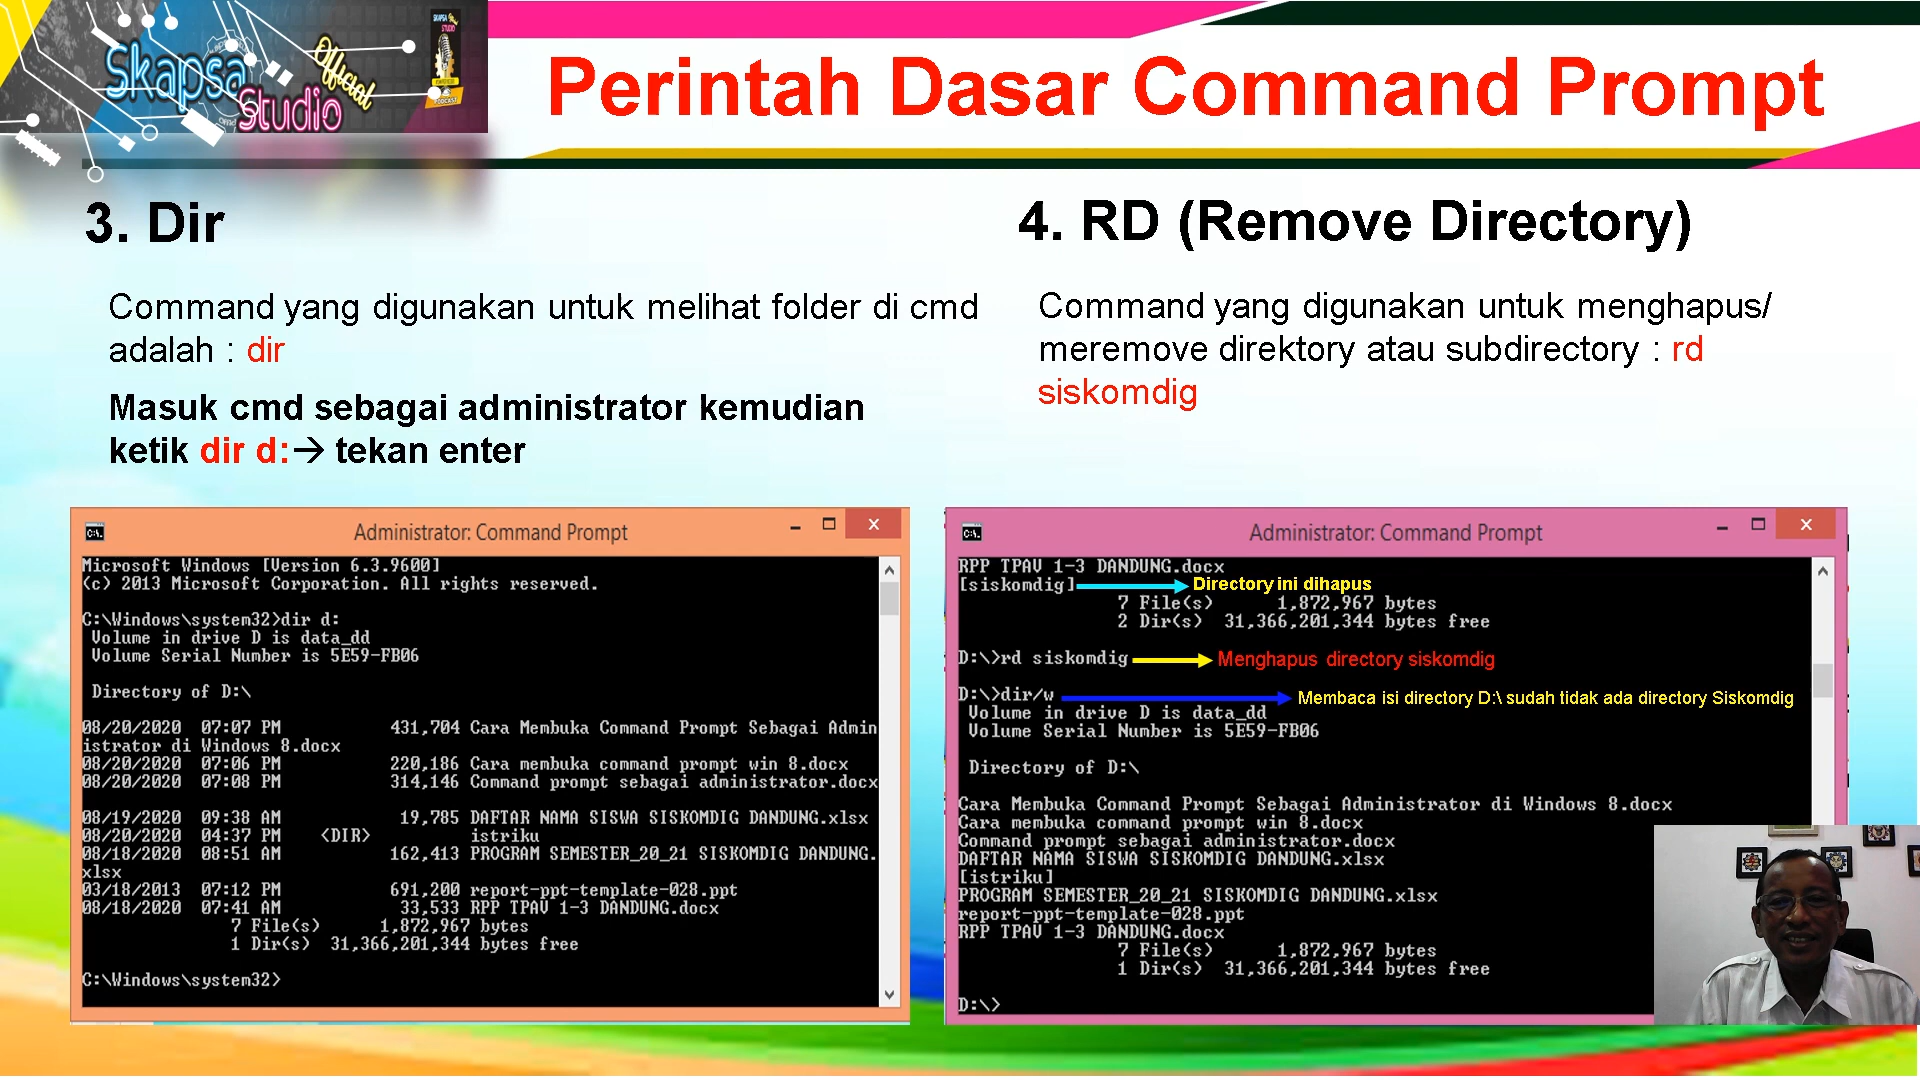 Skapsa
Studio
Official
SKAPSA
STUDIO
PODCAST
Perintah Dasar Command Prompt
3. Dir
Command yang digunakan untuk melihat folder di cmd
adalah : dir
Masuk cmd sebagai administrator kemudian
ketik dir d:→ tekan enter
Administrator: Command Prompt
Microsoft Windows [Version 6.3.9600]
(c) 2013 Microsoft Corporation. All rights reserved.
C:\Windows\system32>dir d:
Volume in drive D is data_dd
Volume Serial Number is 5E59-FB06
Directory of D:\
08/20/2020 07:07 PM 431,704 Cara Membuka Command Prompt Sebagai Admin
istrator di Windows 8.docx
08/20/2020 07:06 PM 220,186 Cara membuka command prompt win 8.docx
08/20/2020 07:08 PM 314,146 Command prompt sebagai administrator.docx
08/19/2020 09:38 AM 19,785 DAFTAR NAMA SISWA SISKOMDIG DANDUNG.xlsx
08/20/2020 04:37 PM <DIR> istriku
08/18/2020 08:51 AM 162,413 PROGRAM SEMESTER_20_21 SISKOMDIG DANDUNG.
xlsx
03/18/2013 07:12 PM 691,200 report-ppt-template-028.ppt
08/18/2020 07:41 AM 33,533 RPP TPAV 1-3 DANDUNG.docx
7 File(s) 1,872,967 bytes
1 Dir(s) 31,366,201,344 bytes free
C:\Windows\system32>
4. RD (Remove Directory)
Command yang digunakan untuk menghapus/
meremove direktory atau subdirectory : rd
siskomdig
Administrator: Command Prompt
RPP TPAV 1-3 DANDUNG.docx
[siskomdig] Directory ini dihapus
7 File(s) 1,872,967 bytes
2 Dir(s) 31,366,201,344 bytes free
D:\>rd siskomdig Menghapus directory siskomdig
D:\>dir/w Membaca isi directory D:\ sudah tidak ada directory Siskomdig
Volume in drive D is data_dd
Volume Serial Number is 5E59-FB06
Directory of D:\
Cara Membuka Command Prompt Sebagai Administrator di Windows 8.docx
Cara membuka command prompt win 8.docx
Command prompt sebagai administrator.docx
DAFTAR NAMA SISWA SISKOMDIG DANDUNG.xlsx
[istriku]
PROGRAM SEMESTER_20_21 SISKOMDIG DANDUNG.xlsx
report-ppt-template-028.ppt
RPP TPAV 1-3 DANDUNG.docx
7 File(s) 1,872,967 bytes
1 Dir(s) 31,366,201,344 bytes free
D:\>